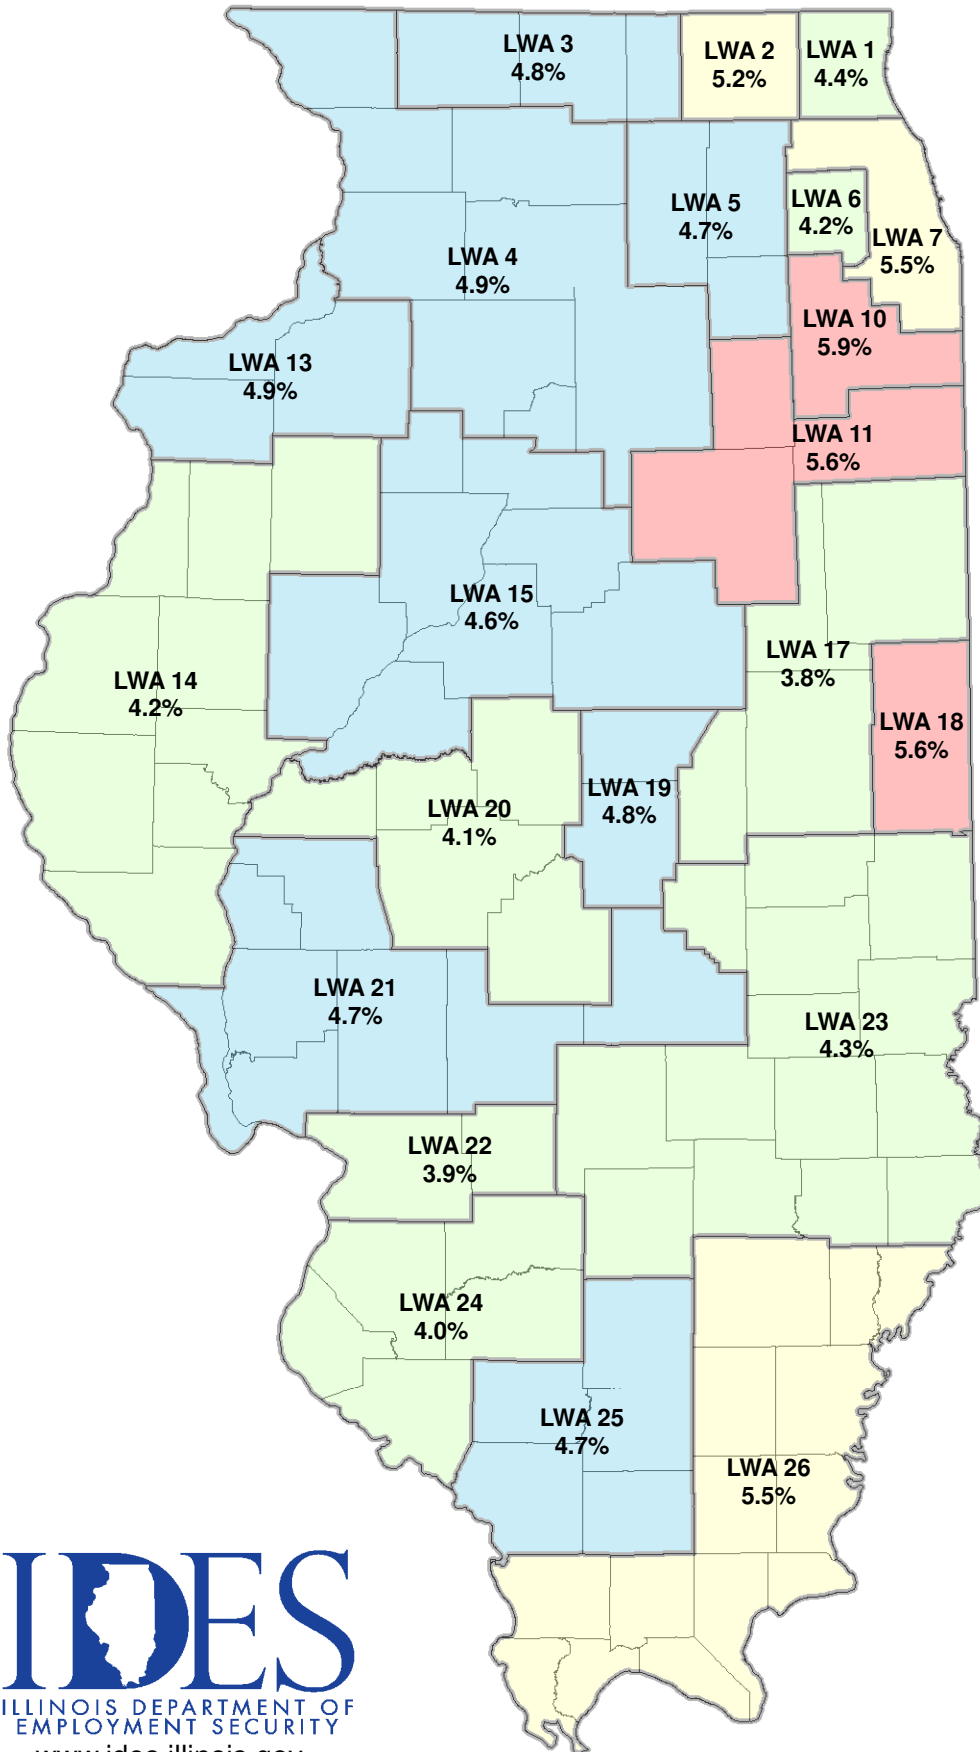 LWA 3
4.8%
LWA 2
5.2%
LWA 1
4.4%
LWA 5
4.7%
LWA 6
4.2%
LWA 7
5.5%
LWA 4
4.9%
LWA 10
5.9%
LWA 13
4.9%
LWA 11
5.6%
LWA 15
4.6%
LWA 17
3.8%
LWA 14
4.2%
LWA 18
5.6%
LWA 19
4.8%
LWA 20
4.1%
LWA 21
4.7%
LWA 23
4.3%
LWA 22
3.9%
LWA 24
4.0%
LWA 25
4.7%
LWA 26
5.5%
IDES
ILLINOIS DEPARTMENT OF
EMPLOYMENT SECURITY
www.ides.illinois.gov